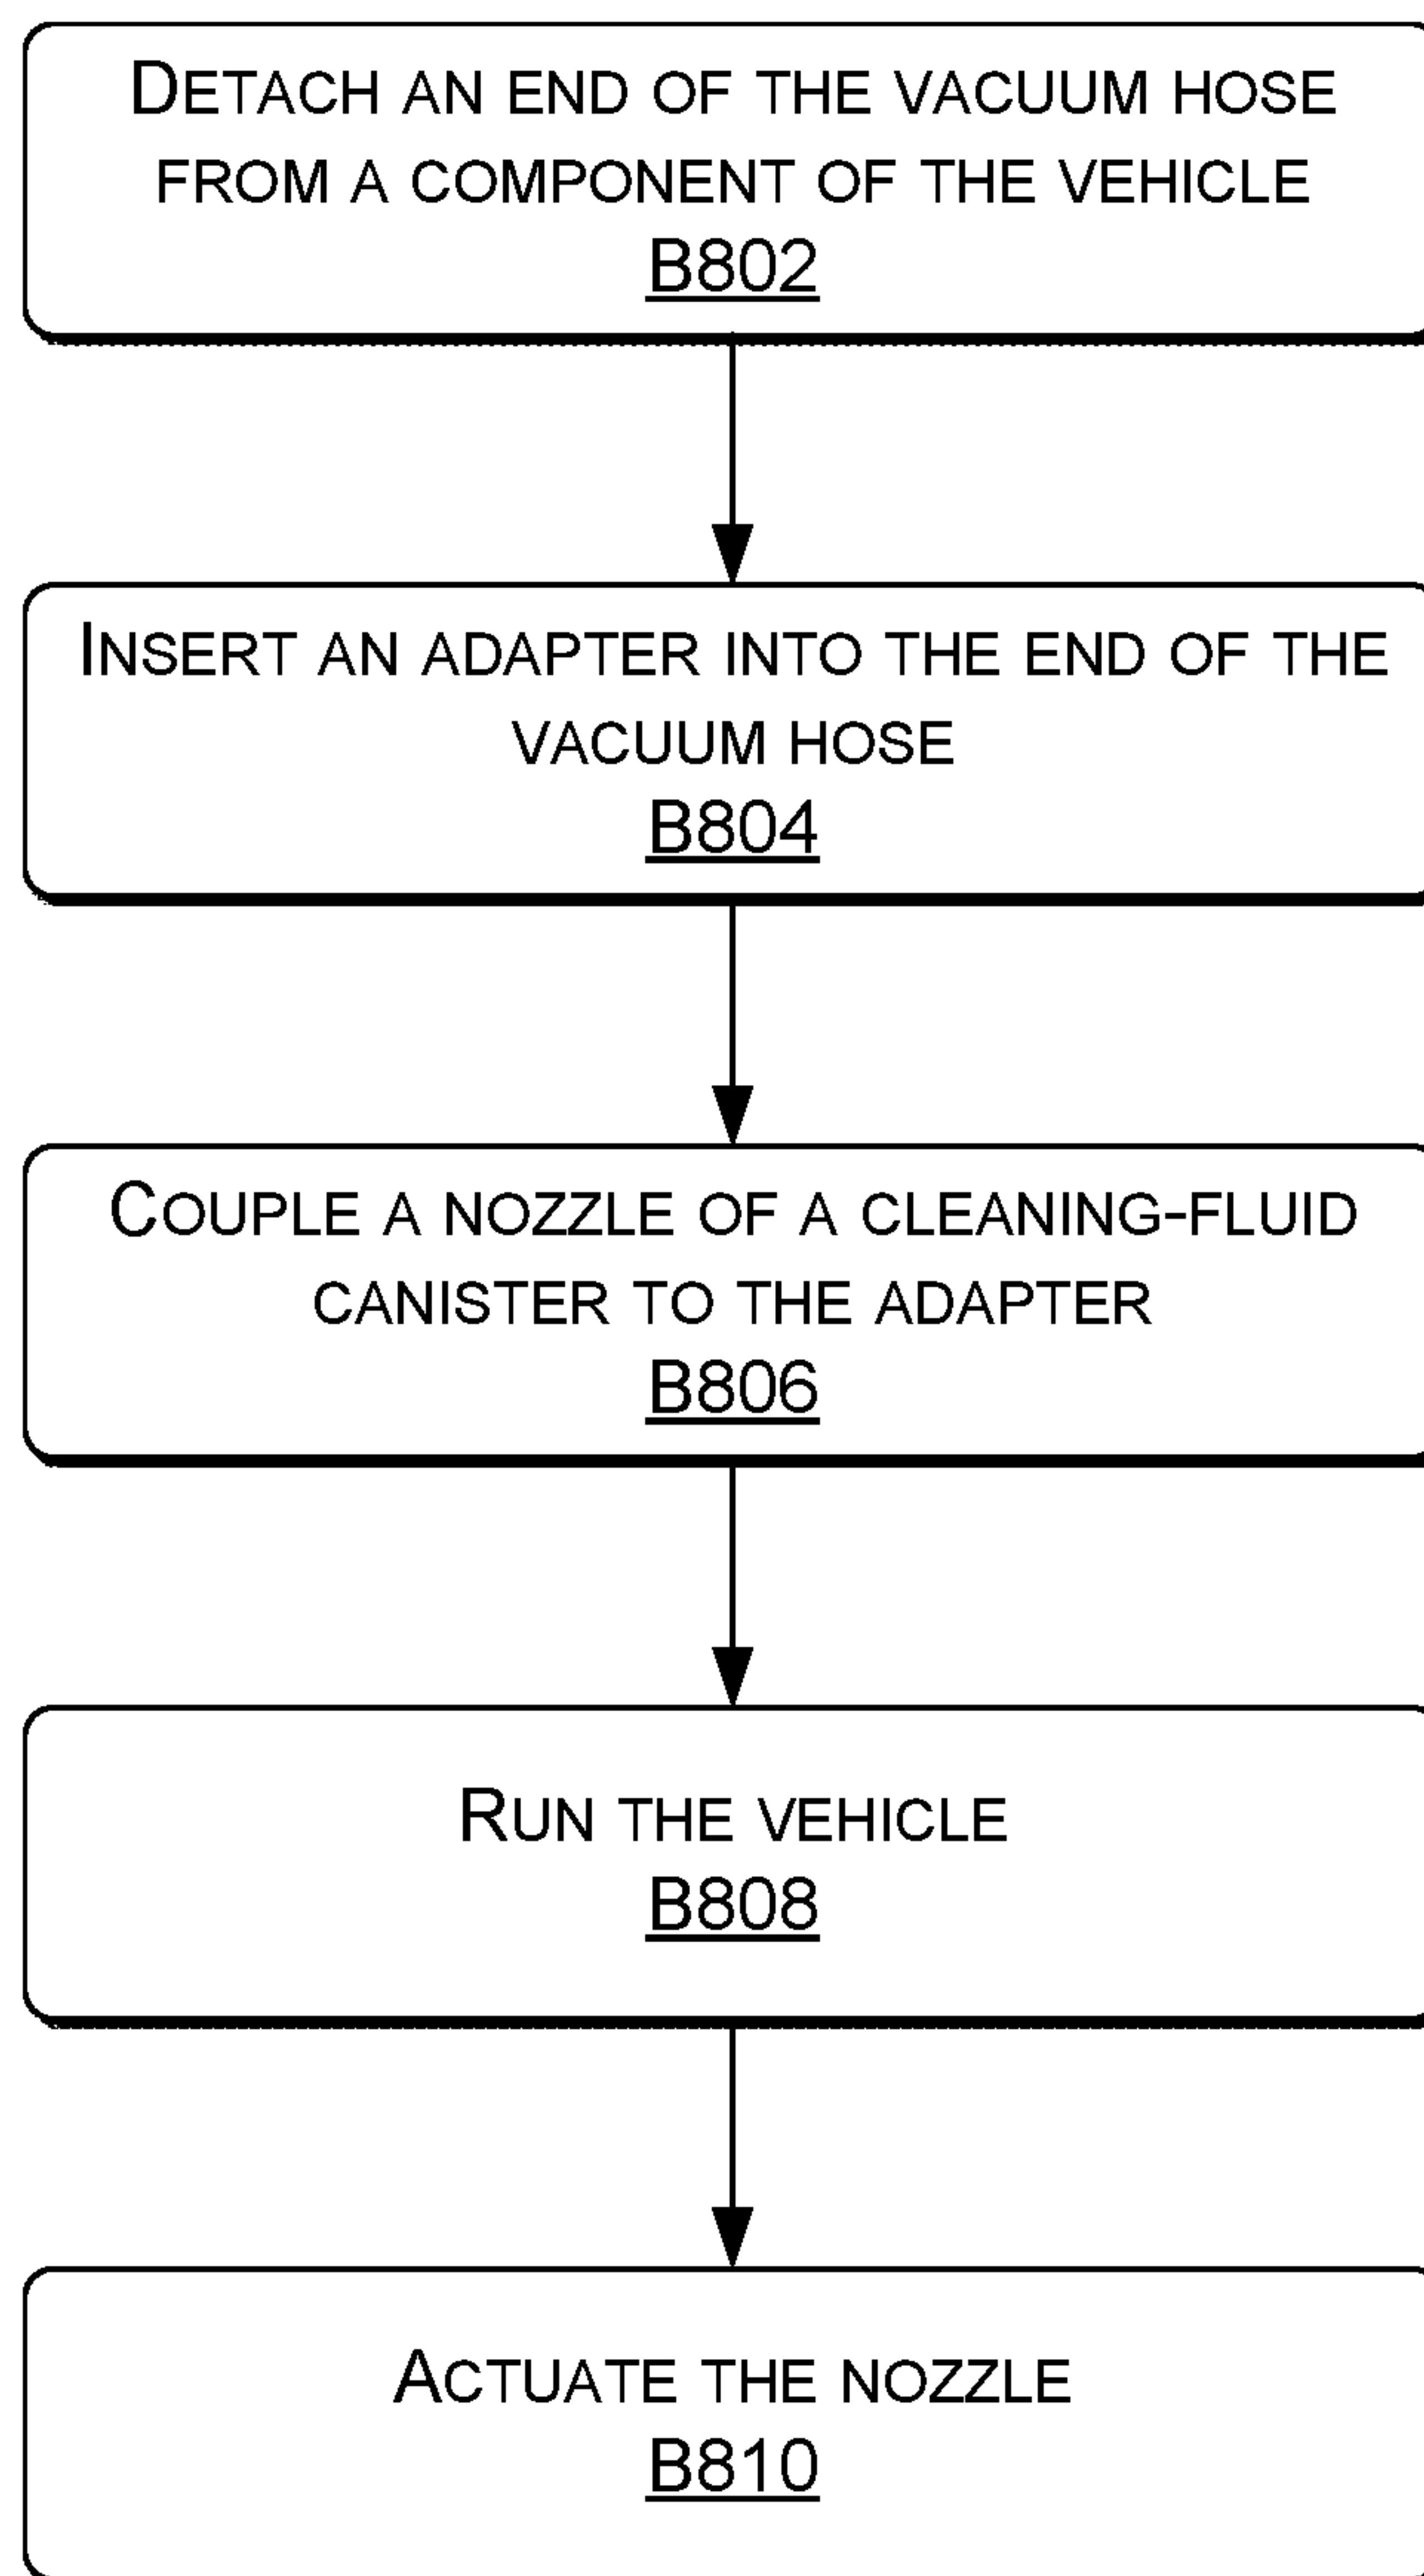 DETACH AN END OF THE VACUUM HOSE
FROM A COMPONENT OF THE VEHICLE
B802
INSERT AN ADAPTER INTO THE END OF THE
VACUUM HOSE
B804
COUPLE A NOZZLE OF A CLEANING-FLUID
CANISTER TO THE ADAPTER
B806
RUN THE VEHICLE
B808
ACTUATE THE NOZZLE
B810